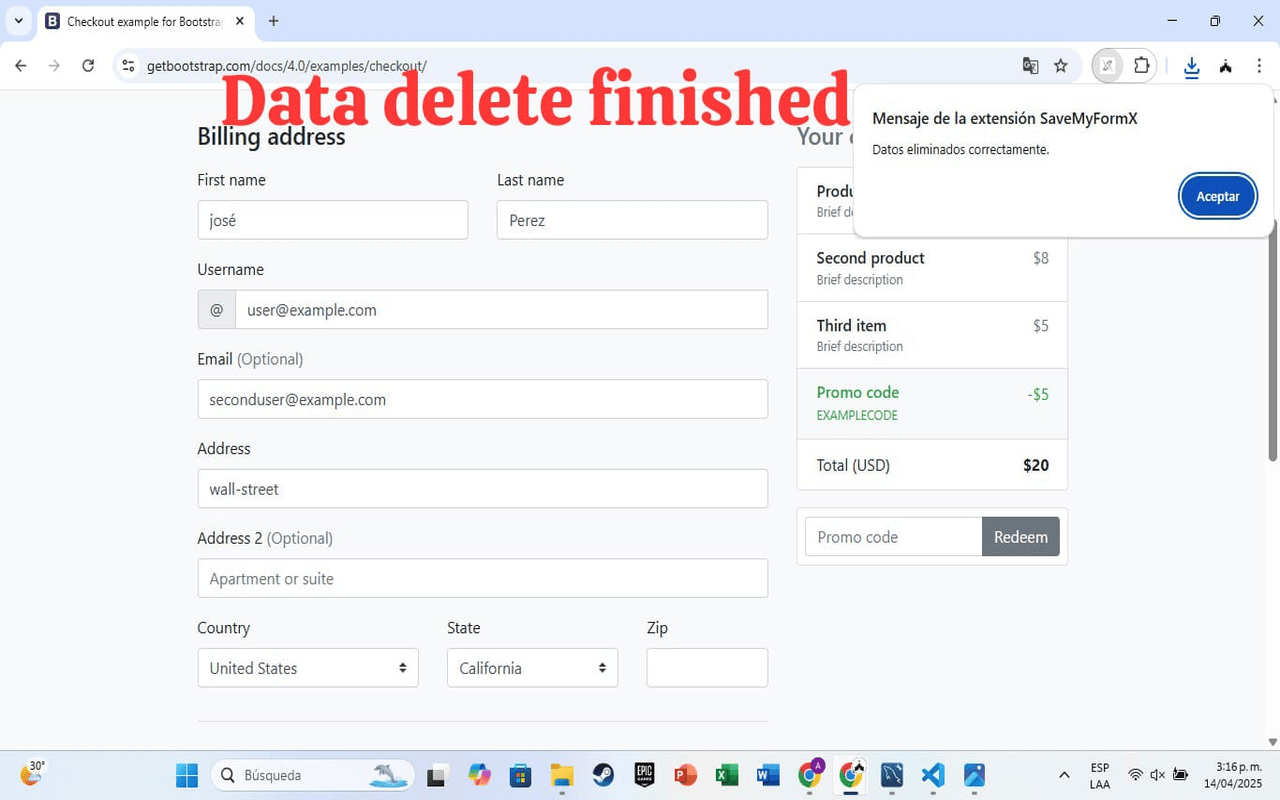 Checkout example for Bootstra
getbootstrap.com/docs/4.0/examples/checkout/
Data delete finished
Mensaje de la extensión SaveMyFormX
Datos eliminados correctamente.
Aceptar
Billing address
First name
Last name
josé
Perez
Username
@ user@example.com
Email (Optional)
seconduser@example.com
Address
wall-street
Address 2 (Optional)
Apartment or suite
Country
State
Zip
United States
California
Your
Produ
Brief de
Second product $8
Brief description
Third item $5
Brief description
Promo code -$5
EXAMPLECODE
Total (USD) $20
Promo code Redeem
30°
Búsqueda
EPIC
GAMES
A
ESP
LAA
3:16 p.m.
14/04/2025